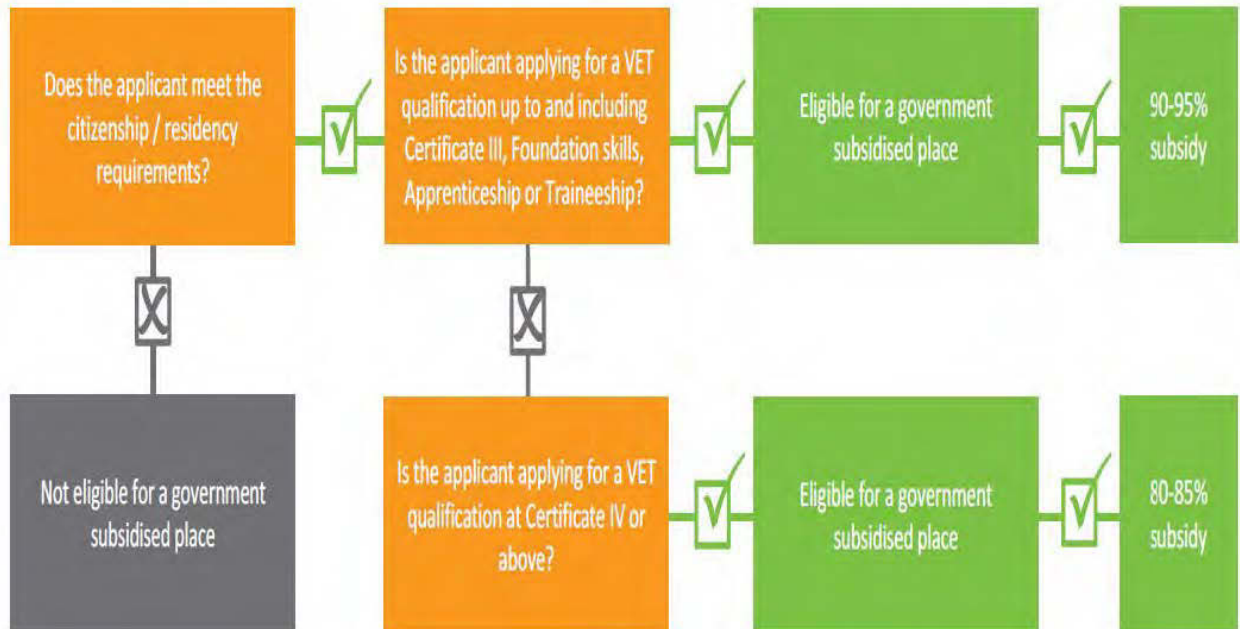 Does the applicant meet the
citizenship / residency
requirements?
Is the applicant applying for a VET
qualification up to and including
Certificate III, Foundation skills,
Apprenticeship or Traineeship?
Eligible for a government
subsidised place
90-95%
subsidy
Not eligible for a government
subsidised place
Is the applicant applying for a VET
qualification at Certificate IV or
above?
Eligible for a government
subsidised place
80-85%
subsidy